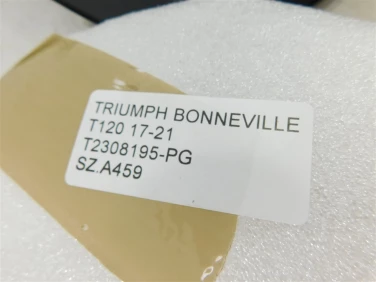 TRIUMPH BONNEVILLE
T120 17-21
T2308195-PG
SZ.A459